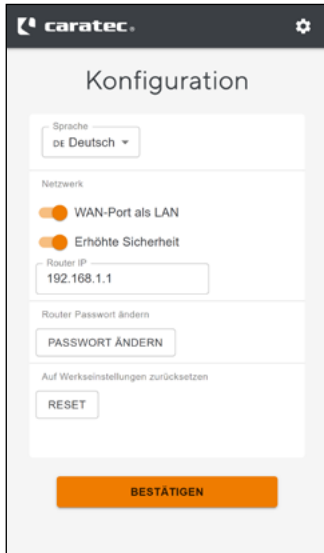 caratec.
Konfiguration
Sprache
DE Deutsch
Netzwerk
WAN-Port als LAN
Erhöhte Sicherheit
Router IP
192.168.1.1
Router Passwort ändern
PASSWORT ÄNDERN
Auf Werkseinstellungen zurücksetzen
RESET
BESTÄTIGEN